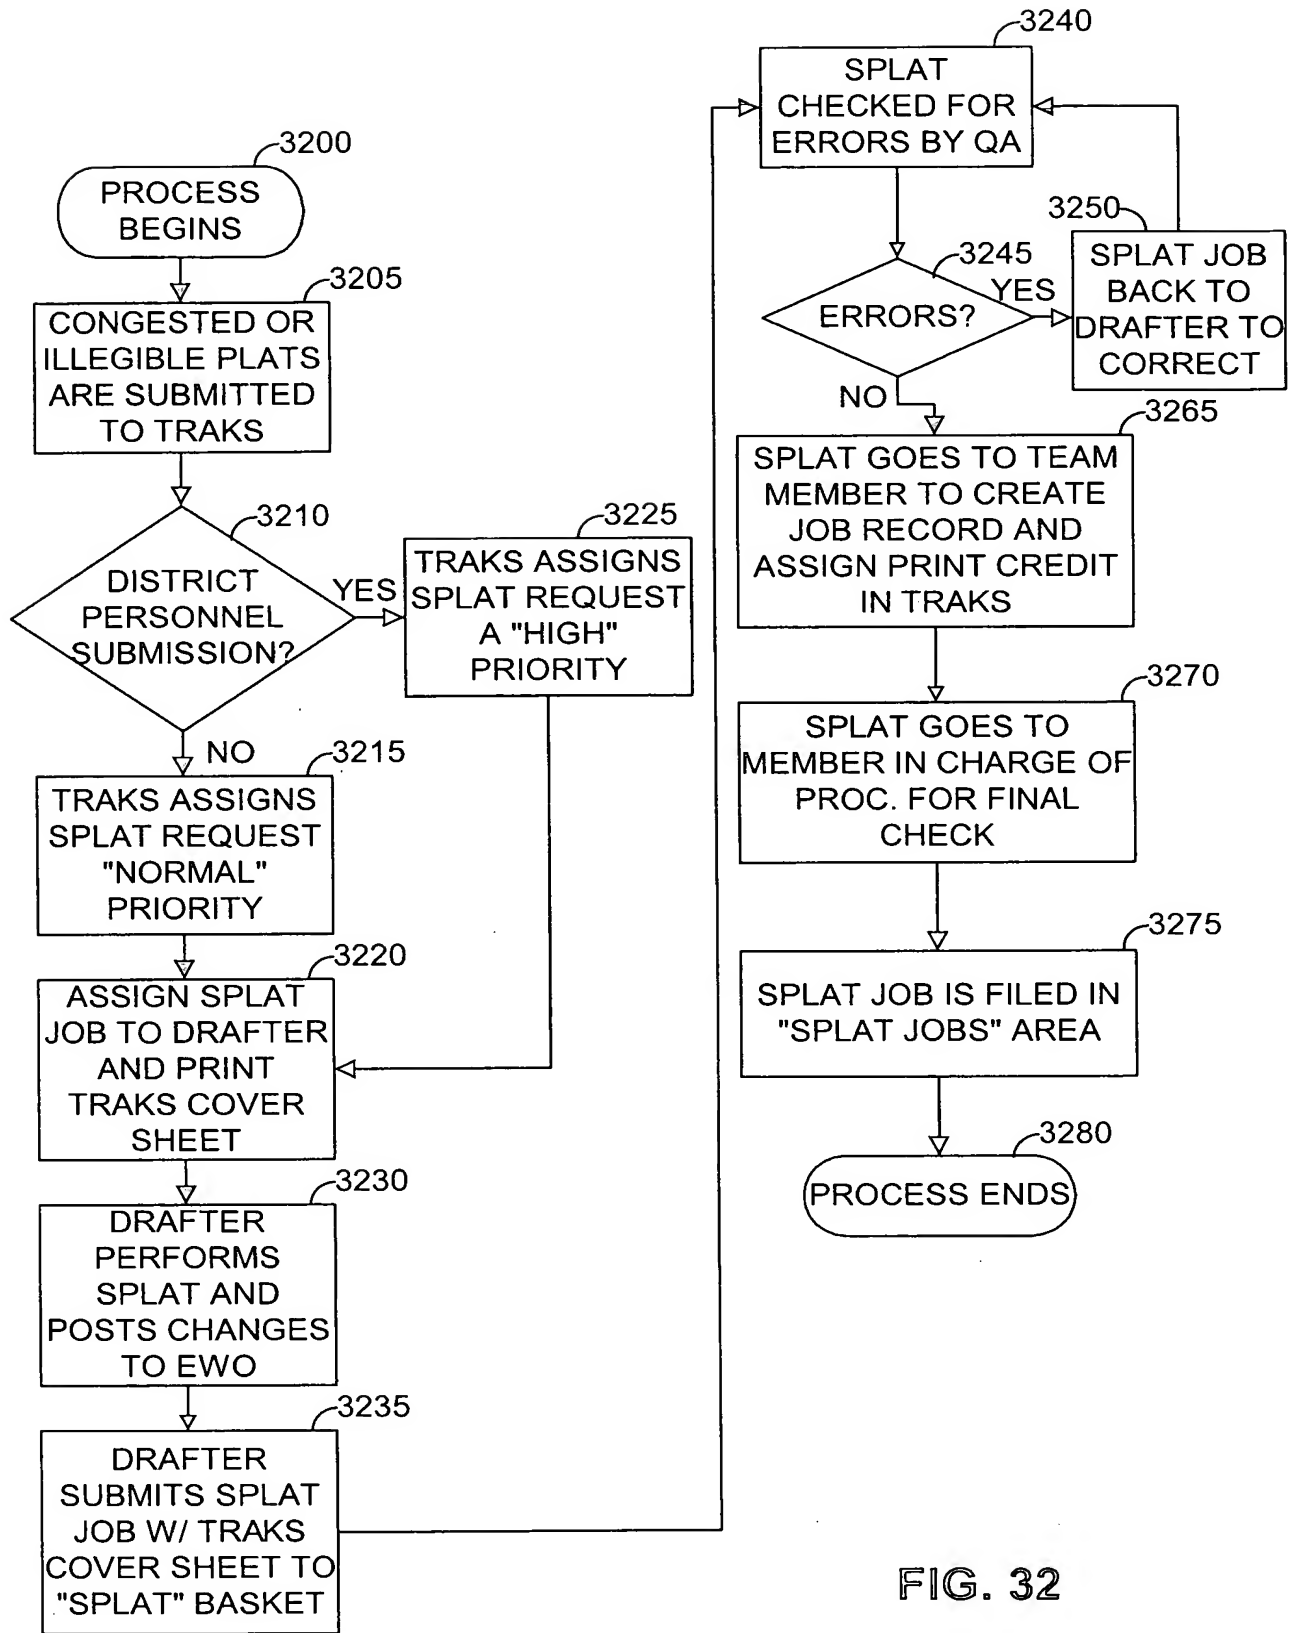 3200
PROCESS
BEGINS
3205
CONGESTED OR
ILLEGIBLE PLATS
ARE SUBMITTED
TO TRAKS
3210
DISTRICT
PERSONNEL
SUBMISSION?
YES
3225
TRAKS ASSIGNS
SPLAT REQUEST
A "HIGH"
PRIORITY
NO
3215
TRAKS ASSIGNS
SPLAT REQUEST
"NORMAL"
PRIORITY
3220
ASSIGN SPLAT
JOB TO DRAFTER
AND PRINT
TRAKS COVER
SHEET
3230
DRAFTER
PERFORMS
SPLAT AND
POSTS CHANGES
TO EWO
3235
DRAFTER
SUBMITS SPLAT
JOB W/ TRAKS
COVER SHEET TO
"SPLAT" BASKET
3240
SPLAT
CHECKED FOR
ERRORS BY QA
3245
ERRORS?
YES
3250
SPLAT JOB
BACK TO
DRAFTER TO
CORRECT
NO
3265
SPLAT GOES TO TEAM
MEMBER TO CREATE
JOB RECORD AND
ASSIGN PRINT CREDIT
IN TRAKS
3270
SPLAT GOES TO
MEMBER IN CHARGE OF
PROC. FOR FINAL
CHECK
3275
SPLAT JOB IS FILED IN
"SPLAT JOBS" AREA
3280
PROCESS ENDS
FIG. 32